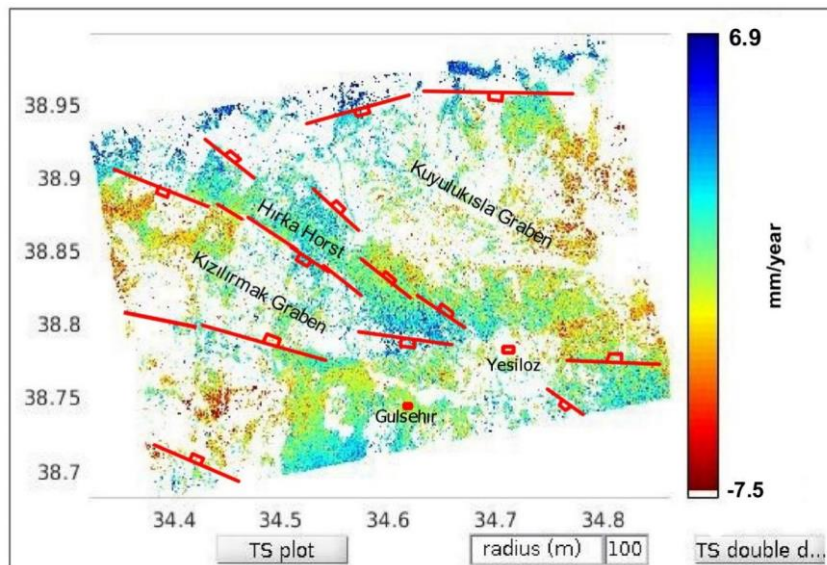 6.9
38.95
38.9
38.85
38.8
38.75
38.7
Kuyulukısla Graben
Hırka Horst
Kızılırmak Graben
Yesiloz
Gulsehir
mm/year
-7.5
34.4 34.5 34.6 34.7 34.8
TS plot radius (m) 100 TS double d...